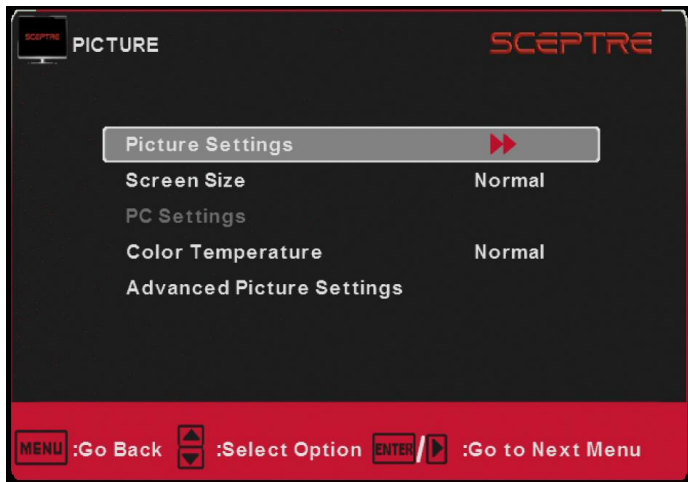 SCEPTRE PICTURE SCEPTRE
Picture Settings
Screen Size Normal
PC Settings
Color Temperature Normal
Advanced Picture Settings
MENU :Go Back :Select Option ENTER/ :Go to Next Menu